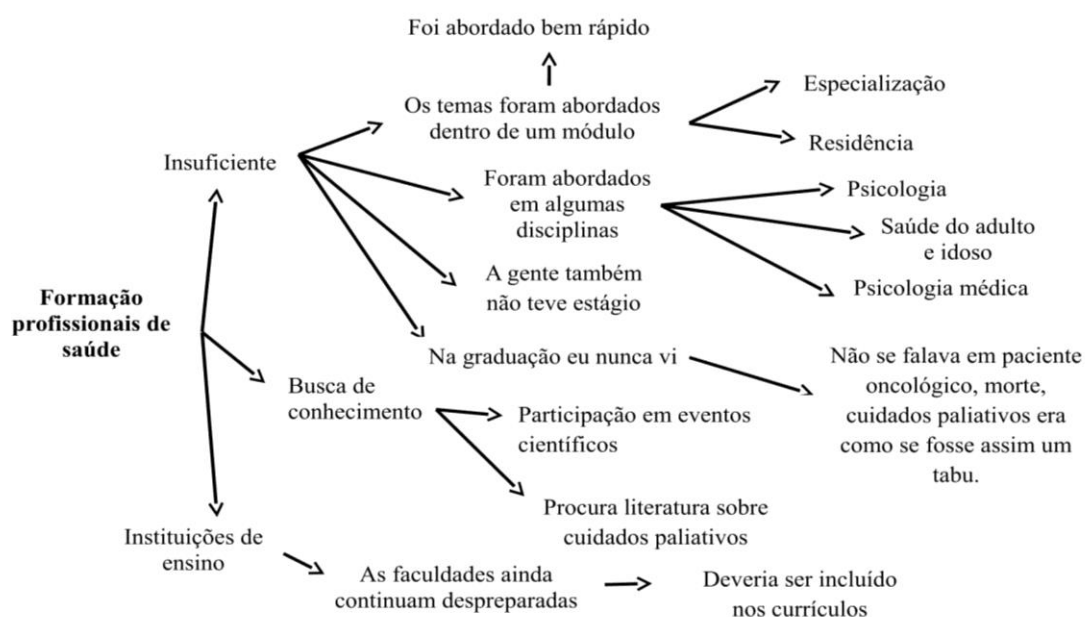 Foi abordado bem rápido
Os temas foram abordados
dentro de um módulo
Especialização
Residência
Insuficiente
Foram abordados
em algumas
disciplinas
Psicologia
Saúde do adulto
e idoso
Psicologia médica
A gente também
não teve estágio
Formação
profissionais de
saúde
Na graduação eu nunca vi
Não se falava em paciente
oncológico, morte,
cuidados paliativos era
como se fosse assim um
tabu.
Busca de
conhecimento
Participação em eventos
científicos
Procura literatura sobre
cuidados paliativos
Instituições de
ensino
As faculdades ainda
continuam despreparadas
Deveria ser incluído
nos currículos